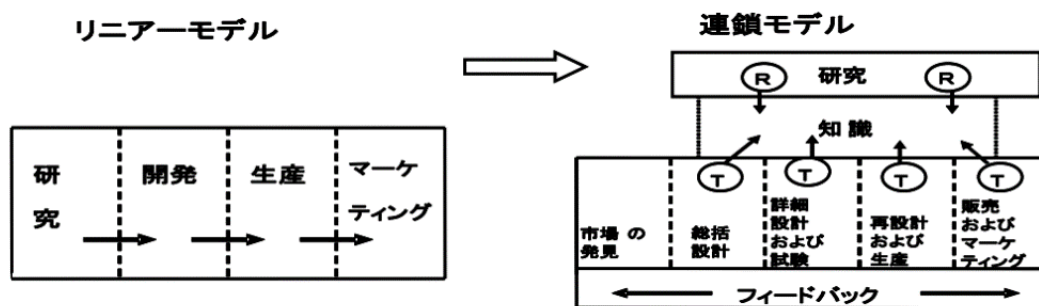 リニアーモデル
連鎖モデル
研
究
開発
生産
マーケ
ティング
R
研究
R
知識
T
T
T
T
市場の
発見
総括
設計
詳細
設計
および
試験
再設計
および
生産
販売
および
マーケ
ティング
フィードバック